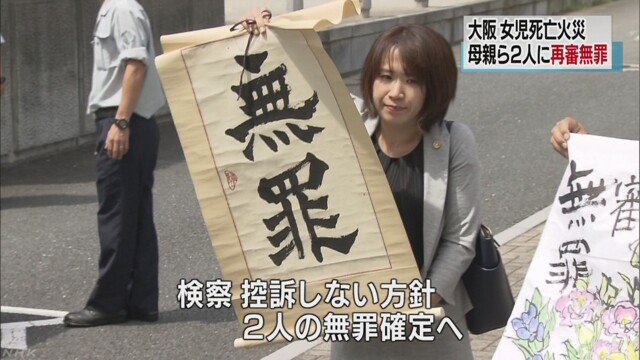 大阪 女児死亡火災
母親ら2人に再審無罪
無罪
審
無罪
検察 控訴しない方針
2人の無罪確定へ
NHK